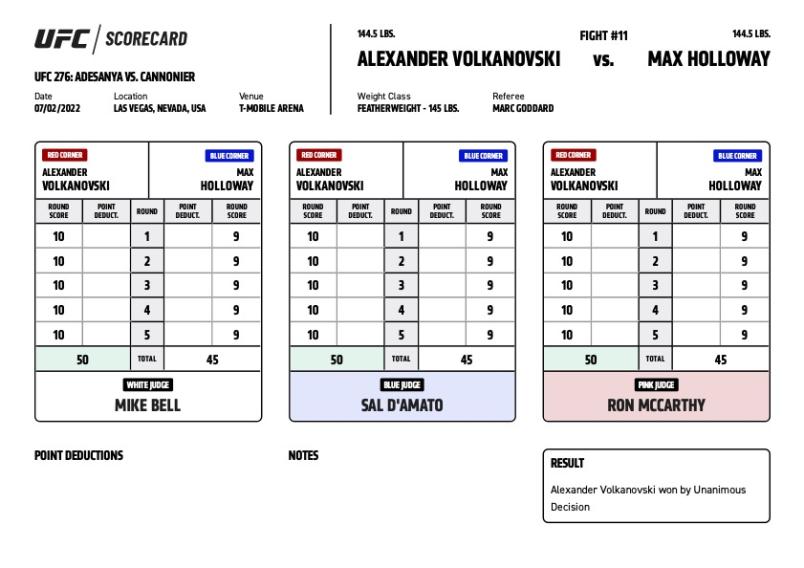 UFC / SCORECARD
UFC 276: ADESANYA VS. CANNONIER
Date Location Venue
07/02/2022 LAS VEGAS, NEVADA, USA T-MOBILE ARENA
144.5 LBS. FIGHT #11 144.5 LBS.
ALEXANDER VOLKANOVSKI vs. MAX HOLLOWAY
Weight Class Referee
FEATHERWEIGHT - 145 LBS. MARC GODDARD
RED CORNER BLUE CORNER
ALEXANDER MAX
VOLKANOVSKI HOLLOWAY
ROUND POINT ROUND POINT ROUND
SCORE DEDUCT. DEDUCT. SCORE
10 1 9
10 2 9
10 3 9
10 4 9
10 5 9
50 TOTAL 45
WHITE JUDGE
MIKE BELL
RED CORNER BLUE CORNER
ALEXANDER MAX
VOLKANOVSKI HOLLOWAY
ROUND POINT ROUND POINT ROUND
SCORE DEDUCT. DEDUCT. SCORE
10 1 9
10 2 9
10 3 9
10 4 9
10 5 9
50 TOTAL 45
BLUE JUDGE
SAL D'AMATO
RED CORNER BLUE CORNER
ALEXANDER MAX
VOLKANOVSKI HOLLOWAY
ROUND POINT ROUND POINT ROUND
SCORE DEDUCT. DEDUCT. SCORE
10 1 9
10 2 9
10 3 9
10 4 9
10 5 9
50 TOTAL 45
PINK JUDGE
RON MCCARTHY
POINT DEDUCTIONS
NOTES
RESULT
Alexander Volkanovski won by Unanimous
Decision